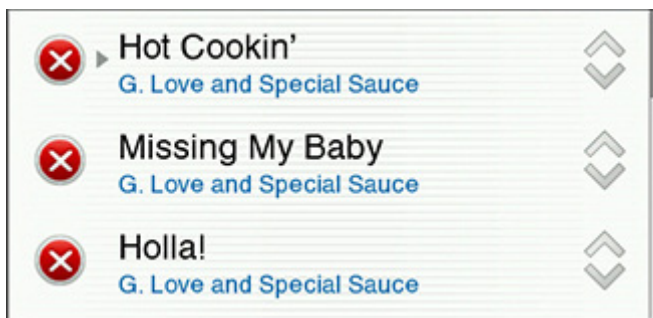 Hot Cookin’
G. Love and Special Sauce
Missing My Baby
G. Love and Special Sauce
Holla!
G. Love and Special Sauce